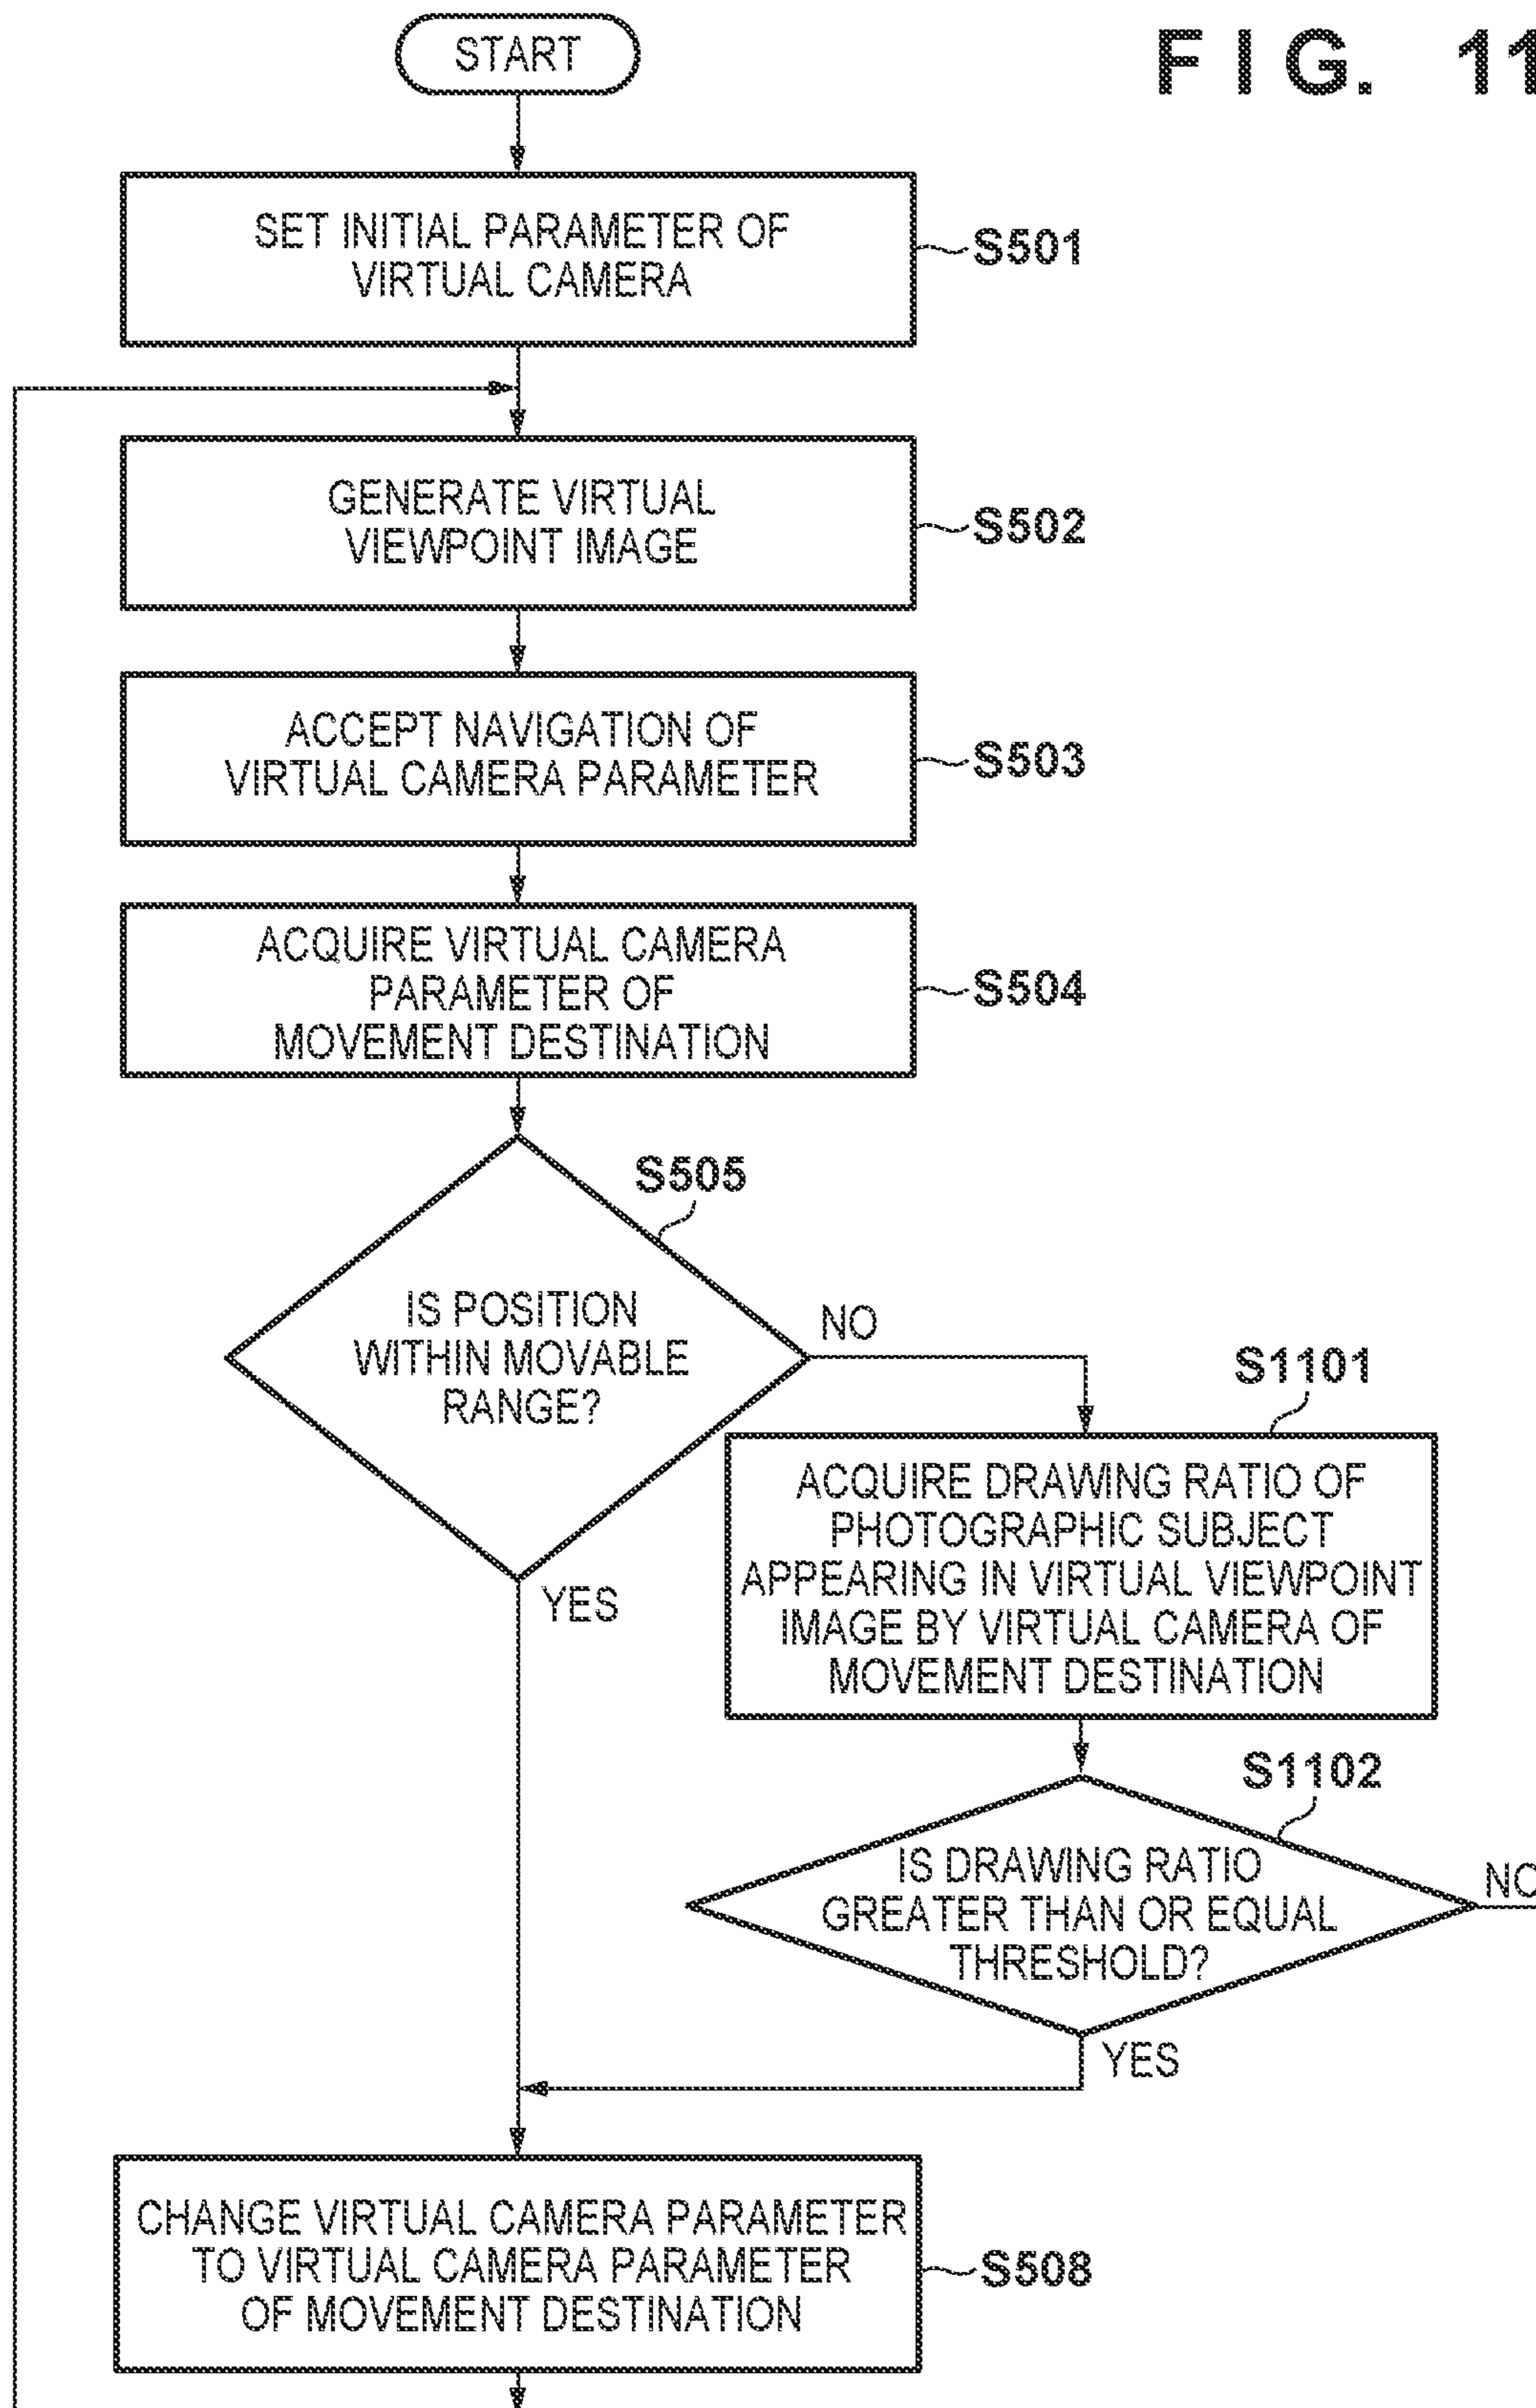 START
FIG. 11
SET INITIAL PARAMETER OF
VIRTUAL CAMERA
S501
GENERATE VIRTUAL
VIEWPOINT IMAGE
S502
ACCEPT NAVIGATION OF
VIRTUAL CAMERA PARAMETER
S503
ACQUIRE VIRTUAL CAMERA
PARAMETER OF
MOVEMENT DESTINATION
S504
S505
IS POSITION
WITHIN MOVABLE
RANGE?
NO
YES
S1101
ACQUIRE DRAWING RATIO OF
PHOTOGRAPHIC SUBJECT
APPEARING IN VIRTUAL VIEWPOINT
IMAGE BY VIRTUAL CAMERA OF
MOVEMENT DESTINATION
S1102
IS DRAWING RATIO
GREATER THAN OR EQUAL
THRESHOLD?
NO
YES
CHANGE VIRTUAL CAMERA PARAMETER
TO VIRTUAL CAMERA PARAMETER
OF MOVEMENT DESTINATION
S508